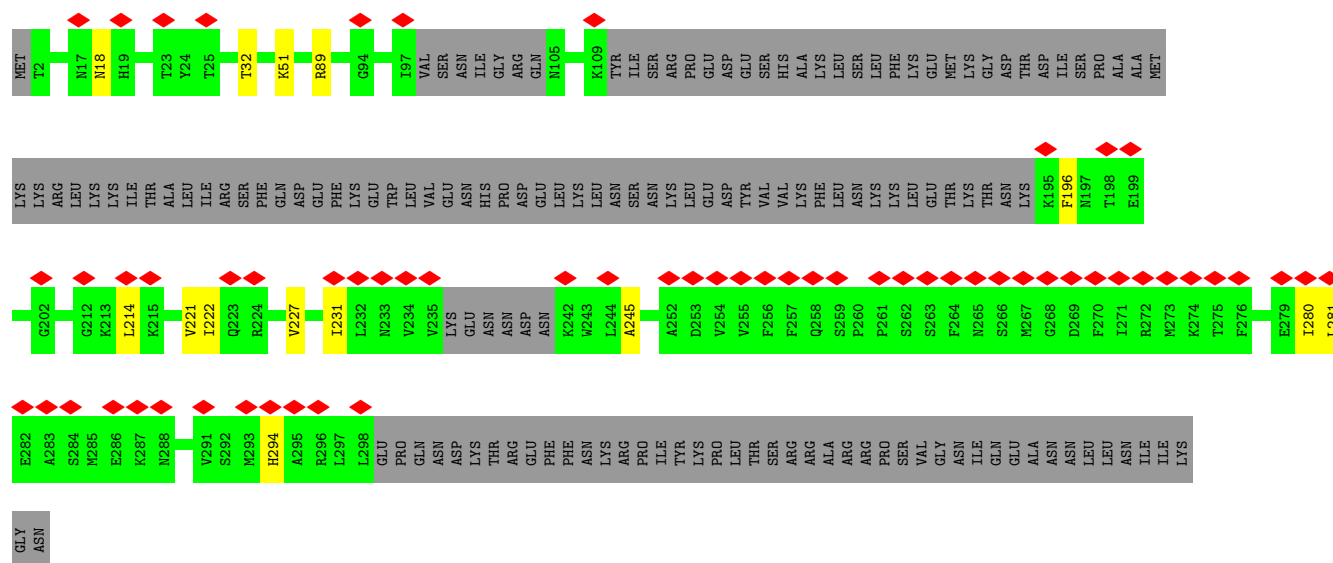 MET T2 N17 N18 H19 T23 Y24 T25 T32 K51 R89 G94 I97 VAL SER ASN ILE GLY ARG GLN N105 K109 TYR ILE SER ARG PRO GLU ASP GLU SER HIS ALA LYS LEU SER LEU PHE LYS GLU MET LYS GLY ASP THR ASP ILE SER PRO ALA ALA MET
LYS LYS ARG LEU LYS LYS ILE THR ALA LEU ILE ARG SER PHE GLN ASP GLU PHE LYS GLU TRP LEU VAL GLU ASN HIS PRO ASP GLU LEU LYS LEU ASN SER ASN LYS LEU GLU ASP TYR VAL VAL LYS PHE LEU ASN LYS LYS LEU GLU THR LYS THR ASN LYS K195 F196 N197 T198 E199
G202 G212 K213 L214 K215 V221 I222 Q223 R224 V227 I231 L232 N233 V234 V235 LYS GLU ASN ASN ASP ASN K242 W243 L244 A245 A252 D253 V254 V255 F256 F257 Q258 S259 P260 P261 S262 S263 F264 N265 S266 M267 G268 D269 F270 I271 R272 M273 K274 T275 F276 E279 I280 L281
E282 A283 S284 M285 E286 K287 N288 V291 S292 M293 H294 A295 R296 L297 L298 GLU PRO GLN ASN ASP LYS THR ARG GLU PHE PHE ASN LYS ARG PRO ILE TYR LYS PRO LEU THR SER ARG ARG ALA ARG ARG PRO SER VAL GLY ASN ILE GLN GLU ALA ASN ASN LEU LEU ASN ILE ILE LYS
GLY ASN